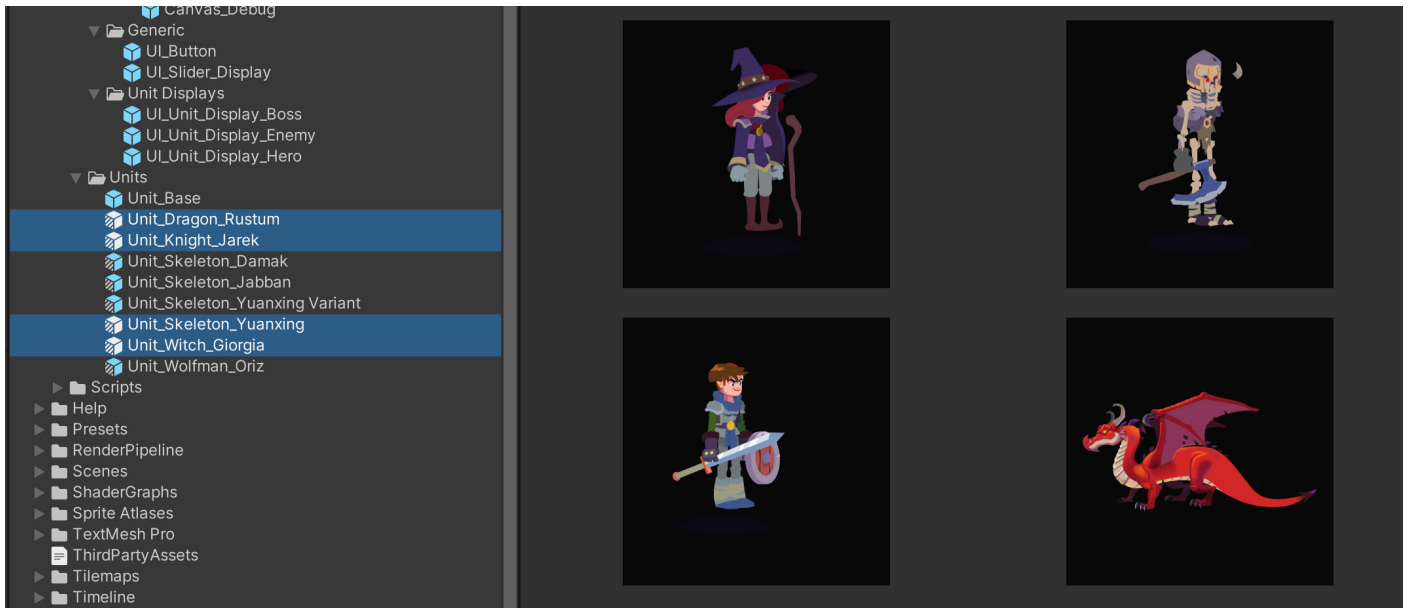 Canvas_Debug
Generic
UI_Button
UI_Slider_Display
Unit Displays
UI_Unit_Display_Boss
UI_Unit_Display_Enemy
UI_Unit_Display_Hero
Units
Unit_Base
Unit_Dragon_Rustum
Unit_Knight_Jarek
Unit_Skeleton_Damak
Unit_Skeleton_Jabban
Unit_Skeleton_Yuanxing Variant
Unit_Skeleton_Yuanxing
Unit_Witch_Giorgia
Unit_Wolfman_Oriz
Scripts
Help
Presets
RenderPipeline
Scenes
ShaderGraphs
Sprite Atlases
TextMesh Pro
ThirdPartyAssets
Tilemaps
Timeline